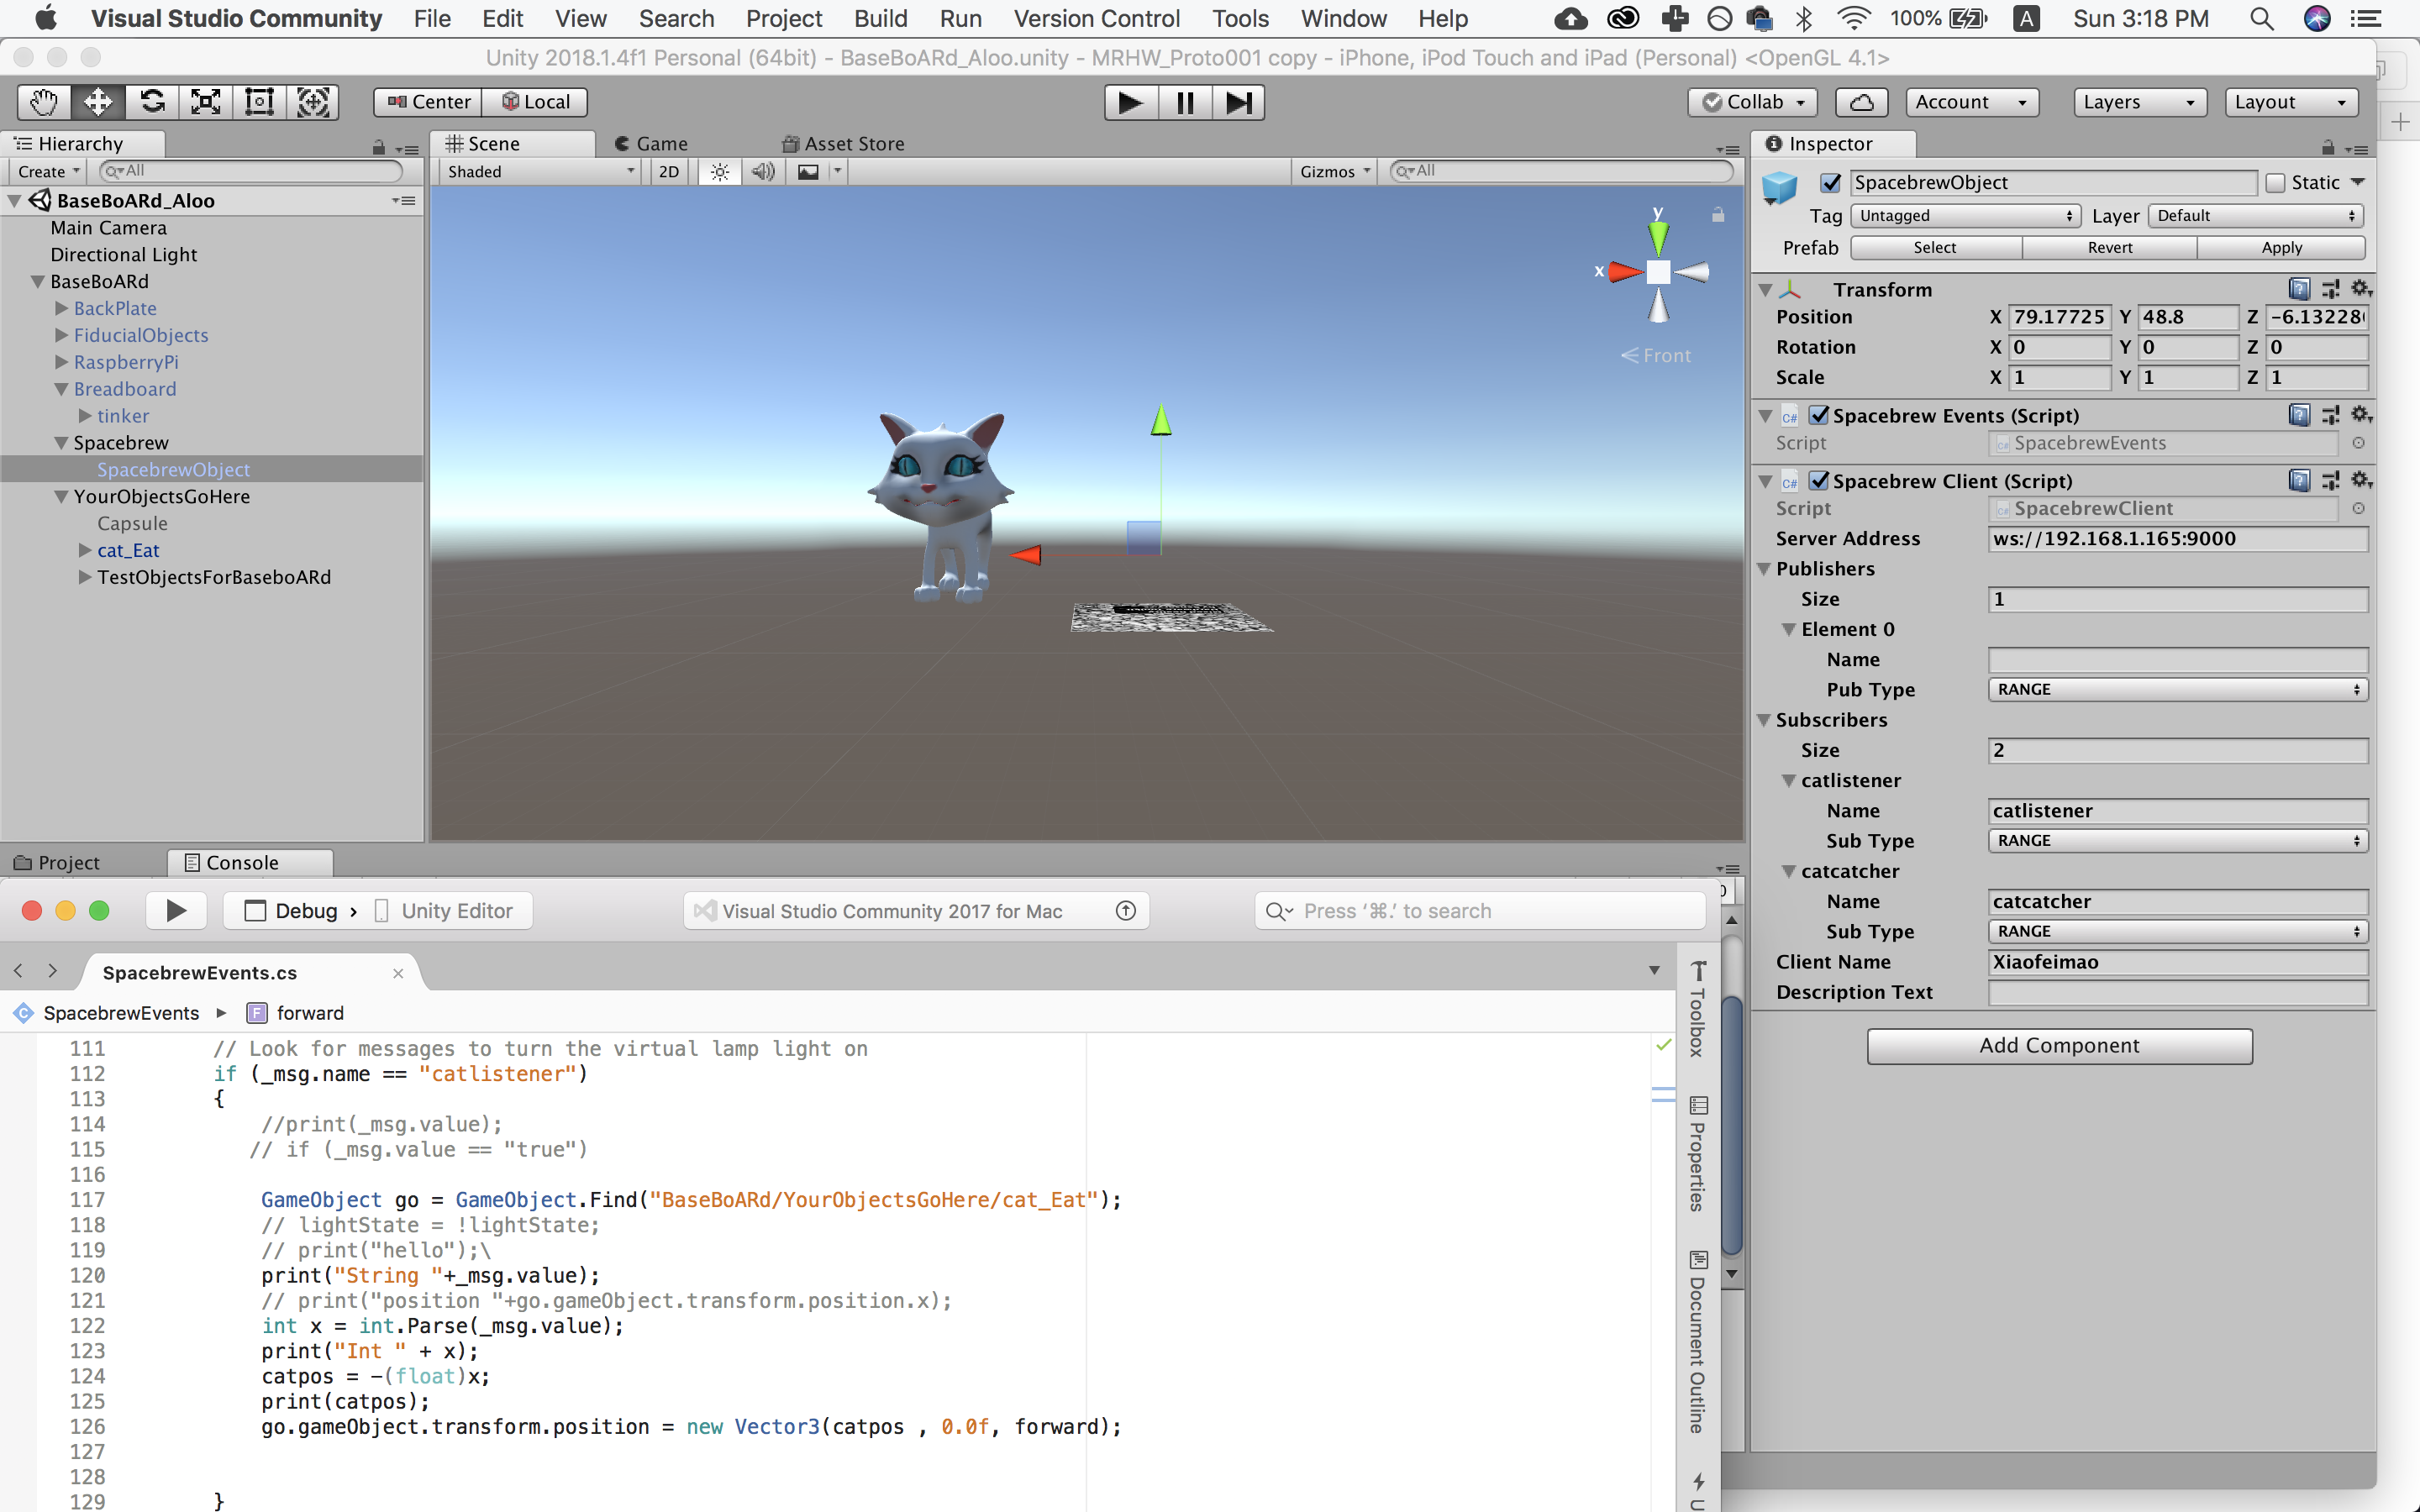 Visual Studio Community File Edit View Search Project Build Run Version Control Tools Window Help 100% A Sun 3:18 PM
Unity 2018.1.4f1 Personal (64bit) - BaseBoARd_Aloo.unity - MRHW_Proto001 copy - iPhone, iPod Touch and iPad (Personal) <OpenGL 4.1>
Center Local Collab Account Layers Layout
Hierarchy
Create All
BaseBoARd_Aloo
Main Camera
Directional Light
BaseBoARd
BackPlate
FiducialObjects
RaspberryPi
Breadboard
tinker
Spacebrew
SpacebrewObject
YourObjectsGoHere
Capsule
cat_Eat
TestObjectsForBaseboARd
Scene Game Asset Store
Shaded 2D Gizmos All
y
x
Front
Inspector
SpacebrewObject Static
Tag Untagged Layer Default
Prefab Select Revert Apply
Transform
Position X 79.17725 Y 48.8 Z -6.13228
Rotation X 0 Y 0 Z 0
Scale X 1 Y 1 Z 1
C# Spacebrew Events (Script)
Script SpacebrewEvents
C# Spacebrew Client (Script)
Script SpacebrewClient
Server Address ws://192.168.1.165:9000
Publishers
Size 1
Element 0
Name
Pub Type RANGE
Subscribers
Size 2
catlistener
Name catlistener
Sub Type RANGE
catcatcher
Name catcatcher
Sub Type RANGE
Client Name Xiaofeimao
Description Text
Add Component
Project Console
Debug › Unity Editor Visual Studio Community 2017 for Mac Press ‘⌘.’ to search
SpacebrewEvents.cs
C SpacebrewEvents F forward
111 // Look for messages to turn the virtual lamp light on
112 if (_msg.name == "catlistener")
113 {
114 //print(_msg.value);
115 // if (_msg.value == "true")
116
117 GameObject go = GameObject.Find("BaseBoARd/YourObjectsGoHere/cat_Eat");
118 // lightState = !lightState;
119 // print("hello");\
120 print("String "+_msg.value);
121 // print("position "+go.gameObject.transform.position.x);
122 int x = int.Parse(_msg.value);
123 print("Int " + x);
124 catpos = -(float)x;
125 print(catpos);
126 go.gameObject.transform.position = new Vector3(catpos , 0.0f, forward);
127
128
129 }
Toolbox
Properties
Document Outline